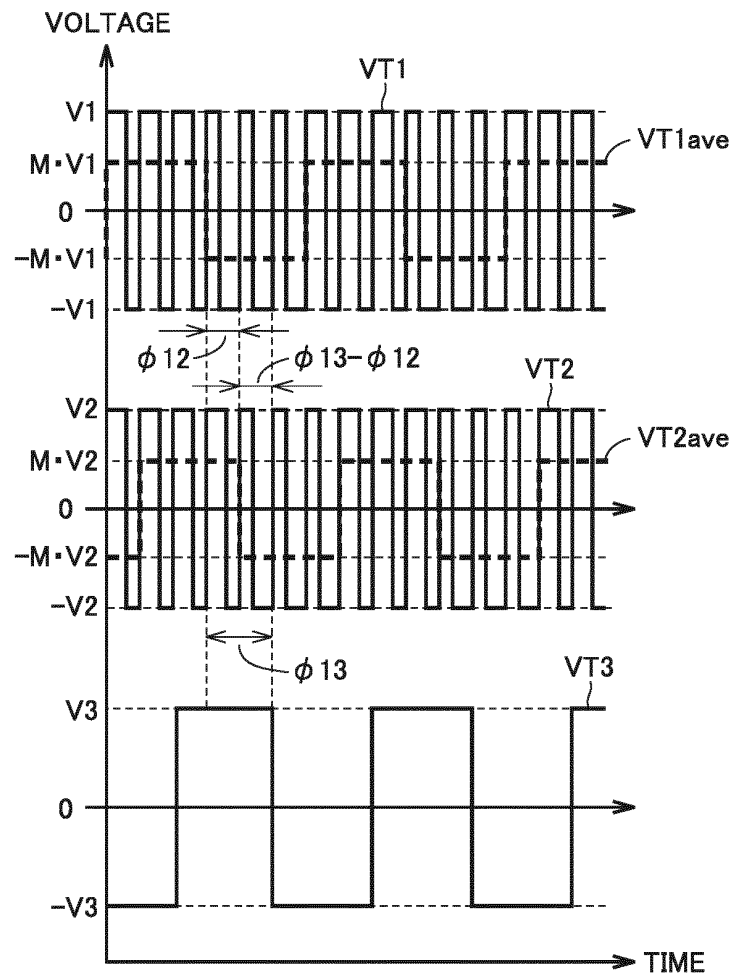 VOLTAGE
VT1
V1
VT1ave
M·V1
0
-M·V1
-V1
φ12
φ13-φ12
VT2
V2
VT2ave
M·V2
0
-M·V2
-V2
φ13
VT3
V3
0
-V3
TIME